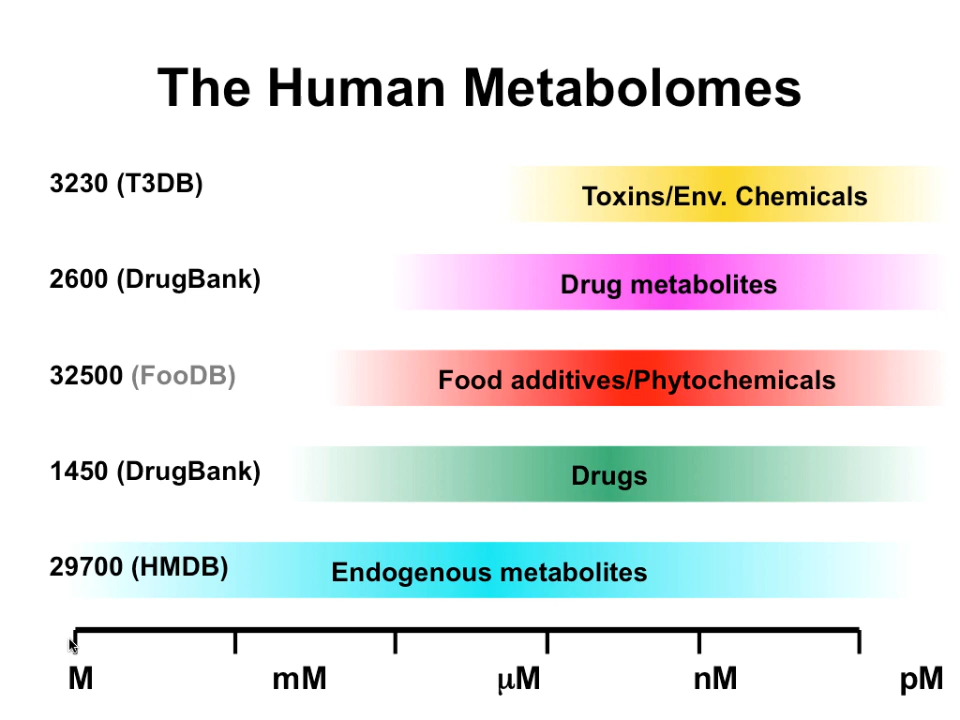 The Human Metabolomes
3230 (T3DB)
Toxins/Env. Chemicals
2600 (DrugBank)
Drug metabolites
32500 (FooDB)
Food additives/Phytochemicals
1450 (DrugBank)
Drugs
29700 (HMDB)
Endogenous metabolites
M mM μM nM pM